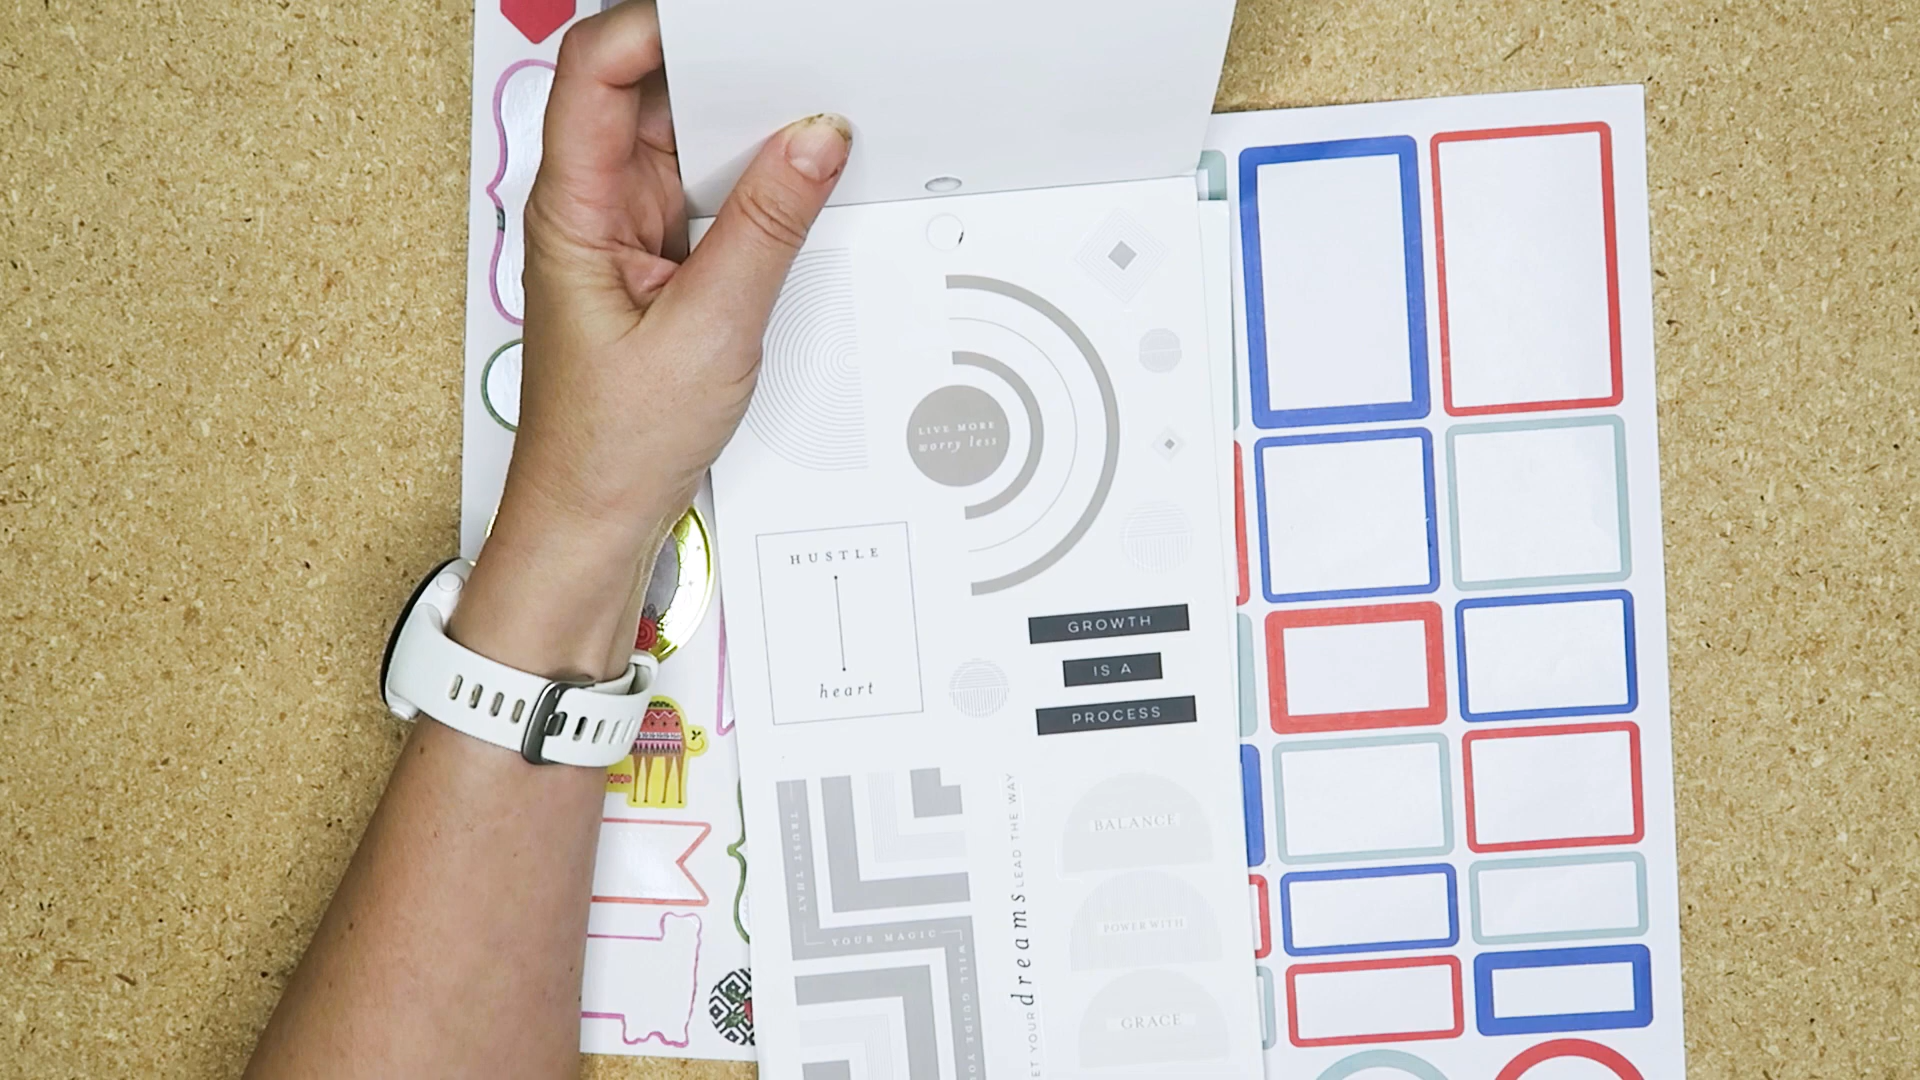 LIVE MORE
worry less
HUSTLE
heart
GROWTH
IS A
PROCESS
TRUST THAT
YOUR MAGIC
WILL GUIDE
dreams LEAD THE WAY
BALANCE
POWER WITH
GRACE